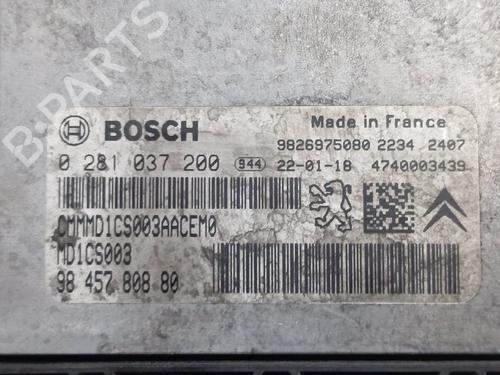 B-PARTS
BOSCH
Made in France
9826975080 2234 2407
0 281 037 200 944 22-01-18 4740003439
CMMMD1CS003AACEM0
MD1CS003
98 457 808 80